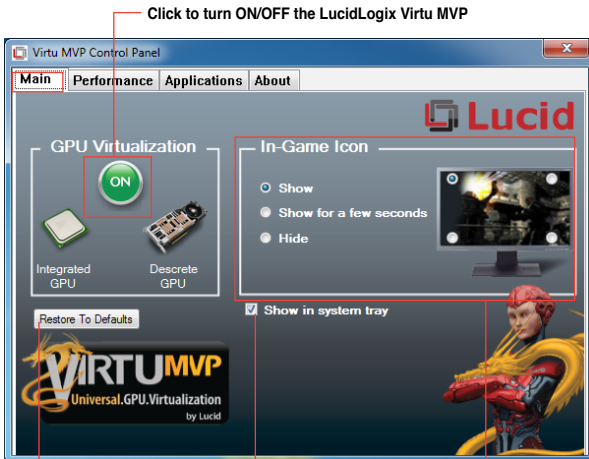 Click to turn ON/OFF the LucidLogix Virtu MVP
Virtu MVP Control Panel
Main Performance Applications About
Lucid
GPU Virtualization
ON
Integrated
GPU
Descrete
GPU
In-Game Icon
Show
Show for a few seconds
Hide
Restore To Defaults
Show in system tray
VIRTUMVP
Universal.GPU.Virtualization
by Lucid